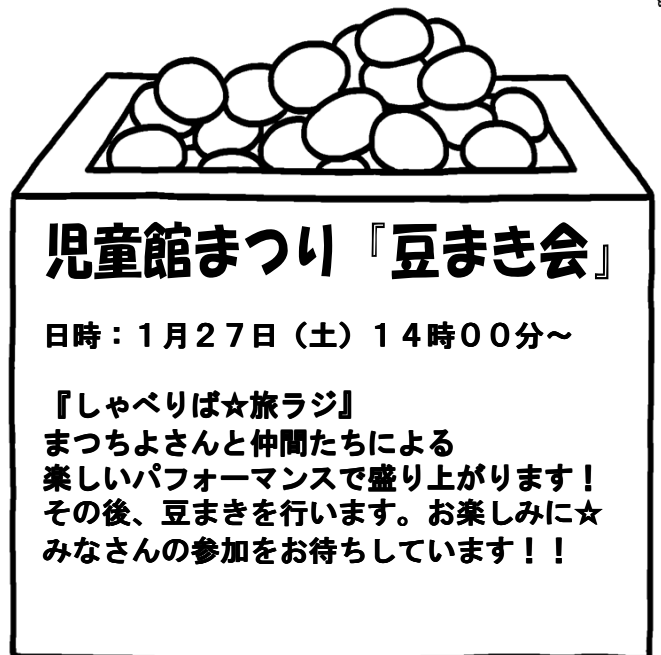 児童館まつり『豆まき会』
日時：１月２７日（土）１４時００分～
『しゃべりば☆旅ラジ』
まつちよさんと仲間たちによる
楽しいパフォーマンスで盛り上がります！
その後、豆まきを行います。お楽しみに☆
みなさんの参加をお待ちしています！！